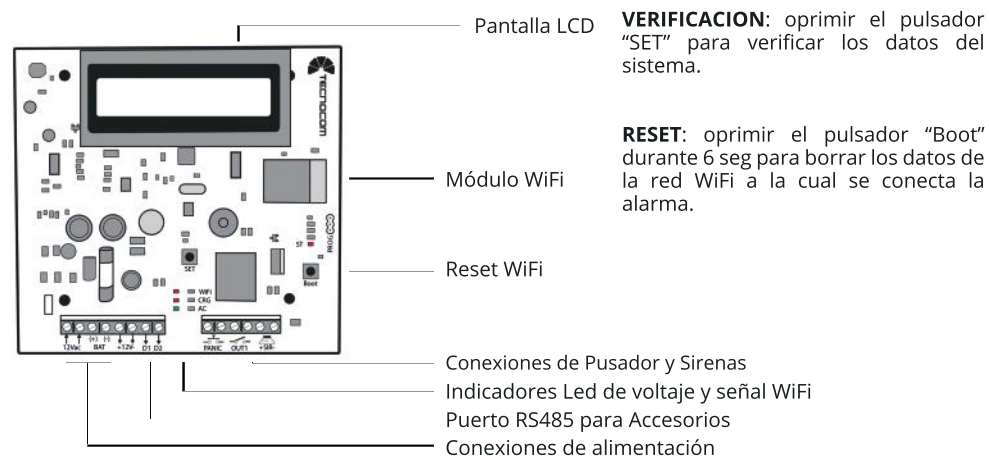 Pantalla LCD
VERIFICACION: oprimir el pulsador
“SET” para verificar los datos del
sistema.
RESET: oprimir el pulsador “Boot”
durante 6 seg para borrar los datos de
la red WiFi a la cual se conecta la
alarma.
TECNOCOM
Módulo WiFi
PROG
ST
SET
Boot
Reset WiFi
WiFi
CRG
AC
12Vac (+) BAT (-) +12V- D1 D2
PANIC OUT1 +SIR-
Conexiones de Pusador y Sirenas
Indicadores Led de voltaje y señal WiFi
Puerto RS485 para Accesorios
Conexiones de alimentación